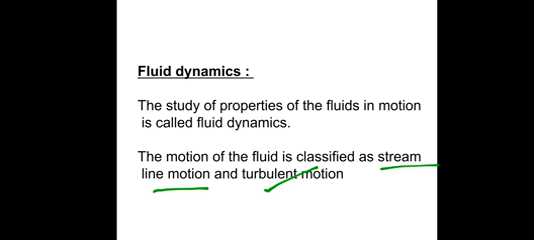 Fluid dynamics :
The study of properties of the fluids in motion
is called fluid dynamics.
The motion of the fluid is classified as stream
line motion and turbulent motion